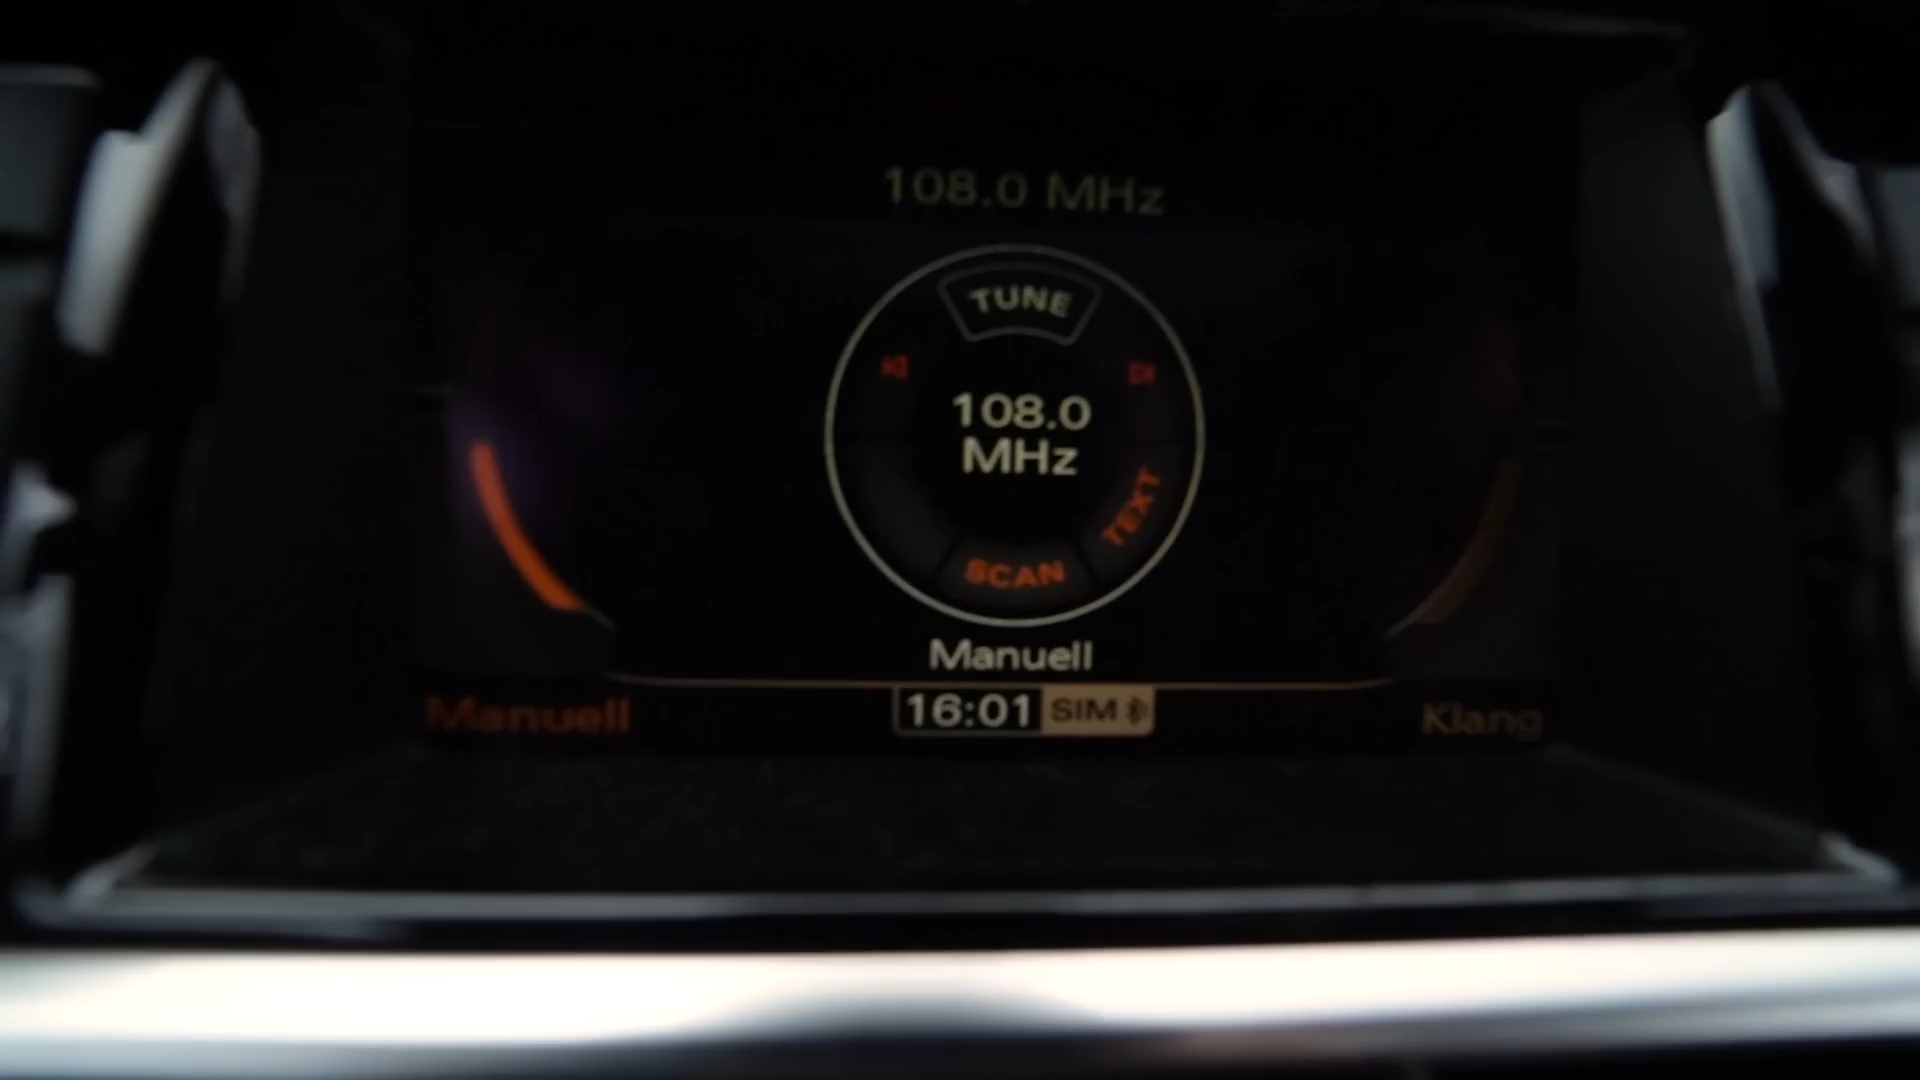 108.0 MHz
TUNE
108.0
MHz
TEXT
SCAN
Manuell
Manuell
16:01 SIM
Klang